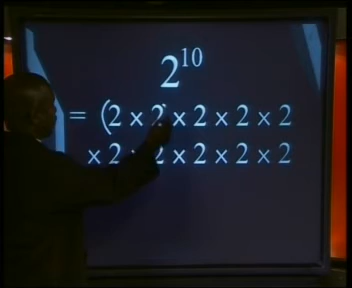 2¹⁰
= (2 × 2) × 2 × 2 × 2
× 2 × 2 × 2 × 2 × 2